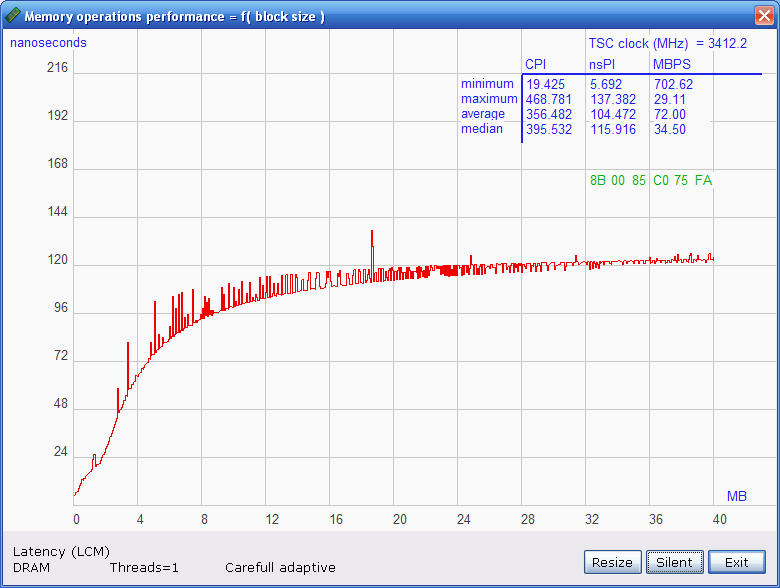 Memory operations performance = f( block size )
nanoseconds
TSC clock (MHz) = 3412.2
CPI nsPI MBPS
minimum 19.425 5.692 702.62
maximum 468.781 137.382 29.11
average 356.482 104.472 72.00
median 395.532 115.916 34.50
8B 00 85 C0 75 FA
216
192
168
144
120
96
72
48
24
MB
0 4 8 12 16 20 24 28 32 36 40
Latency (LCM)
DRAM Threads=1 Carefull adaptive
Resize Silent Exit